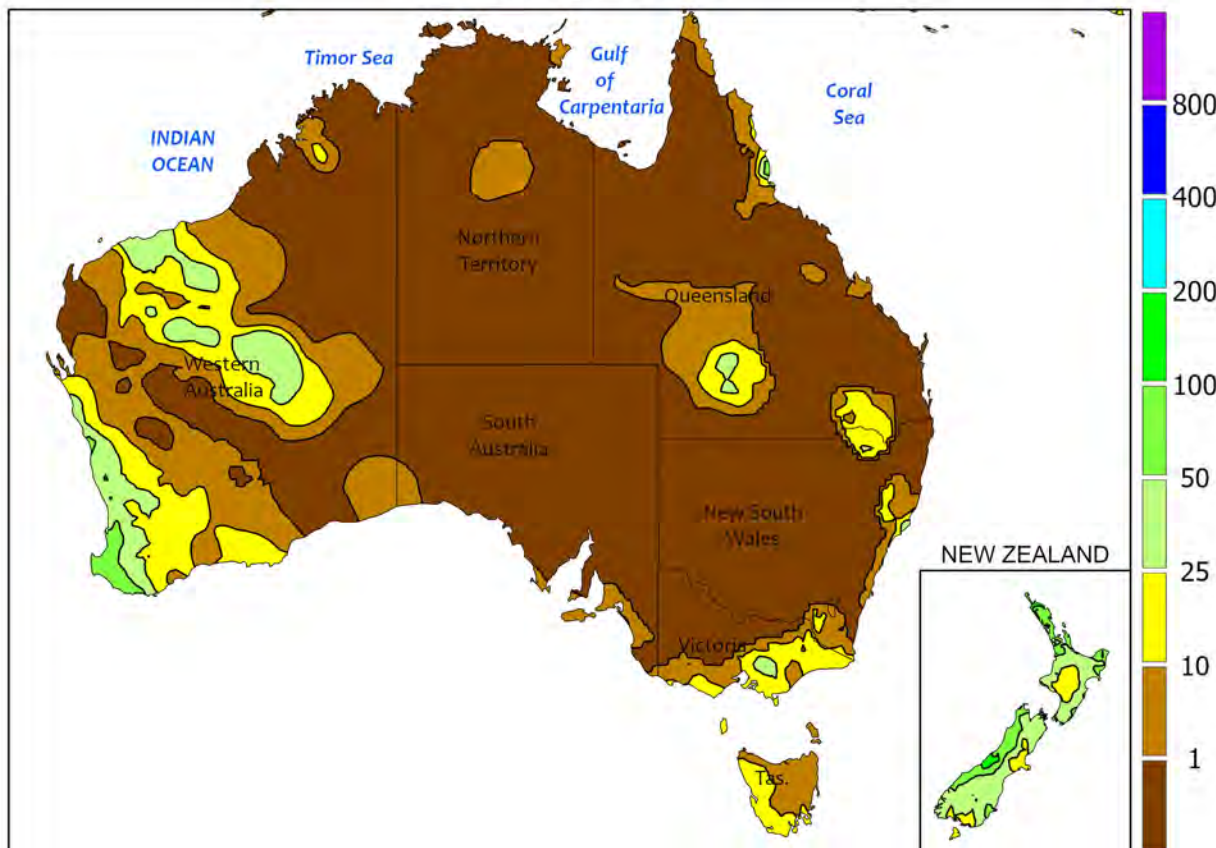 Timor Sea
Gulf
of
Carpentaria
Coral
Sea
INDIAN
OCEAN
Northern
Territory
Queensland
Western
Australia
South
Australia
New South
Wales
Victoria
Tas.
NEW ZEALAND
800
400
200
100
50
25
10
1